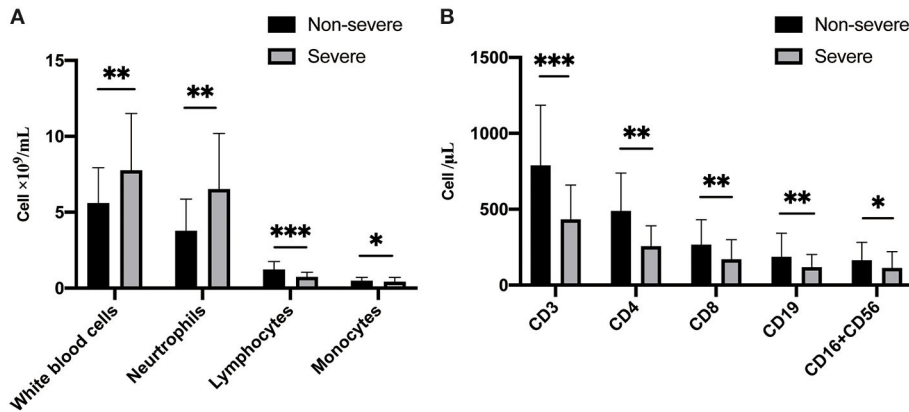 A
Non-severe
Severe
Cell ×10⁹/mL
15
10
5
0
**
**
***
*
White blood cells
Neurtrophils
Lymphocytes
Monocytes
B
Non-severe
Severe
Cell /μL
1500
1000
500
0
***
**
**
**
*
CD3
CD4
CD8
CD19
CD16+CD56